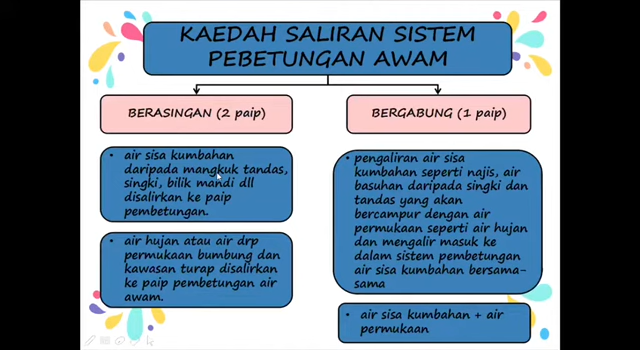 KAEDAH SALIRAN SISTEM
PEBETUNGAN AWAM
BERASINGAN (2 paip)
• air sisa kumbahan
daripada mangkuk tandas,
singki, bilik mandi dll
disalirkan ke paip
pembetungan.
• air hujan atau air drp
permukaan bumbung dan
kawasan turap disalirkan
ke paip pembetungan air
awam.
BERGABUNG (1 paip)
• pengaliran air sisa
kumbahan seperti najis, air
basuhan daripada singki dan
tandas yang akan
bercampur dengan air
permukaan seperti air hujan
dan mengalir masuk ke
dalam sistem pembetungan
air sisa kumbahan bersama-
sama
• air sisa kumbahan + air
permukaan